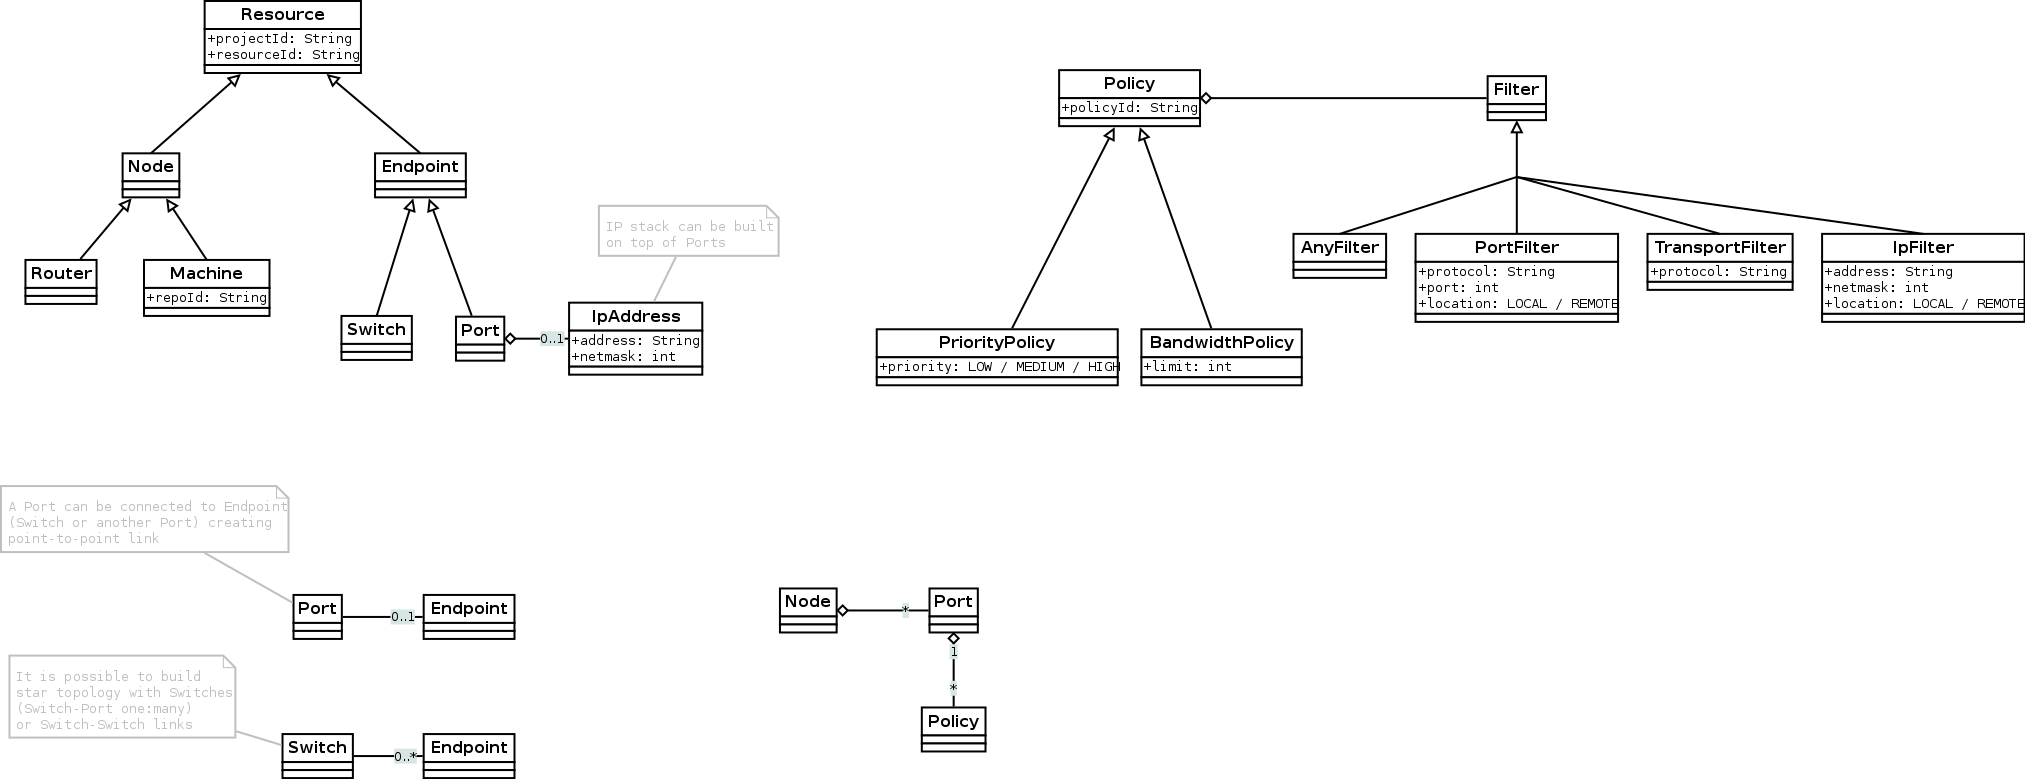 Resource
+projectId: String
+resourceId: String
Policy
+policyId: String
Filter
Node
Endpoint
IP stack can be built
on top of Ports
Router
Machine
+repoId: String
Switch
Port
0..1
IpAddress
+address: String
+netmask: int
AnyFilter
PortFilter
+protocol: String
+port: int
+location: LOCAL / REMOTE
TransportFilter
+protocol: String
IpFilter
+address: String
+netmask: int
+location: LOCAL / REMOTE
PriorityPolicy
+priority: LOW / MEDIUM / HIGH
BandwidthPolicy
+limit: int
A Port can be connected to Endpoint
(Switch or another Port) creating
point-to-point link
Port
0..1
Endpoint
It is possible to build
star topology with Switches
(Switch-Port one:many)
or Switch-Switch links
Switch
0..*
Endpoint
Node
*
Port
1
*
Policy